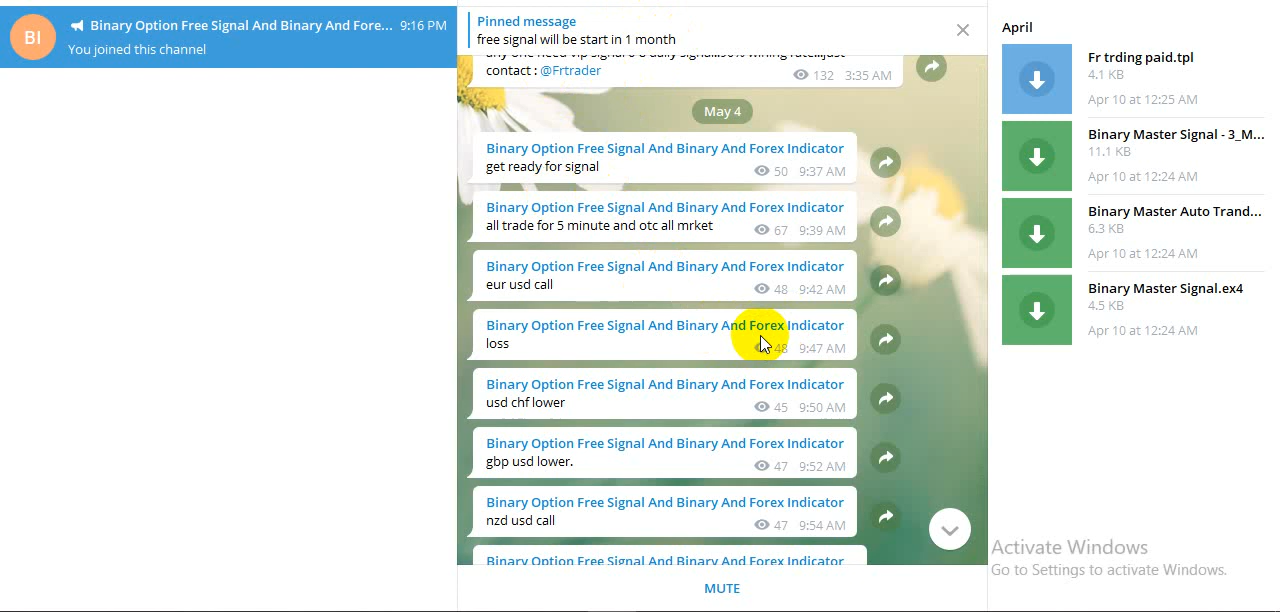 BI
Binary Option Free Signal And Binary And Fore... 9:16 PM
You joined this channel
Pinned message
free signal will be start in 1 month
contact : @Frtrader
132 3:35 AM
May 4
Binary Option Free Signal And Binary And Forex Indicator
get ready for signal
50 9:37 AM
Binary Option Free Signal And Binary And Forex Indicator
all trade for 5 minute and otc all mrket
67 9:39 AM
Binary Option Free Signal And Binary And Forex Indicator
eur usd call
48 9:42 AM
Binary Option Free Signal And Binary And Forex Indicator
loss
48 9:47 AM
Binary Option Free Signal And Binary And Forex Indicator
usd chf lower
45 9:50 AM
Binary Option Free Signal And Binary And Forex Indicator
gbp usd lower.
47 9:52 AM
Binary Option Free Signal And Binary And Forex Indicator
nzd usd call
47 9:54 AM
Binary Option Free Signal And Binary And Forex Indicator
MUTE
April
Fr trding paid.tpl
4.1 KB
Apr 10 at 12:25 AM
Binary Master Signal - 3_M...
11.1 KB
Apr 10 at 12:24 AM
Binary Master Auto Trand...
6.3 KB
Apr 10 at 12:24 AM
Binary Master Signal.ex4
4.5 KB
Apr 10 at 12:24 AM
Activate Windows
Go to Settings to activate Windows.